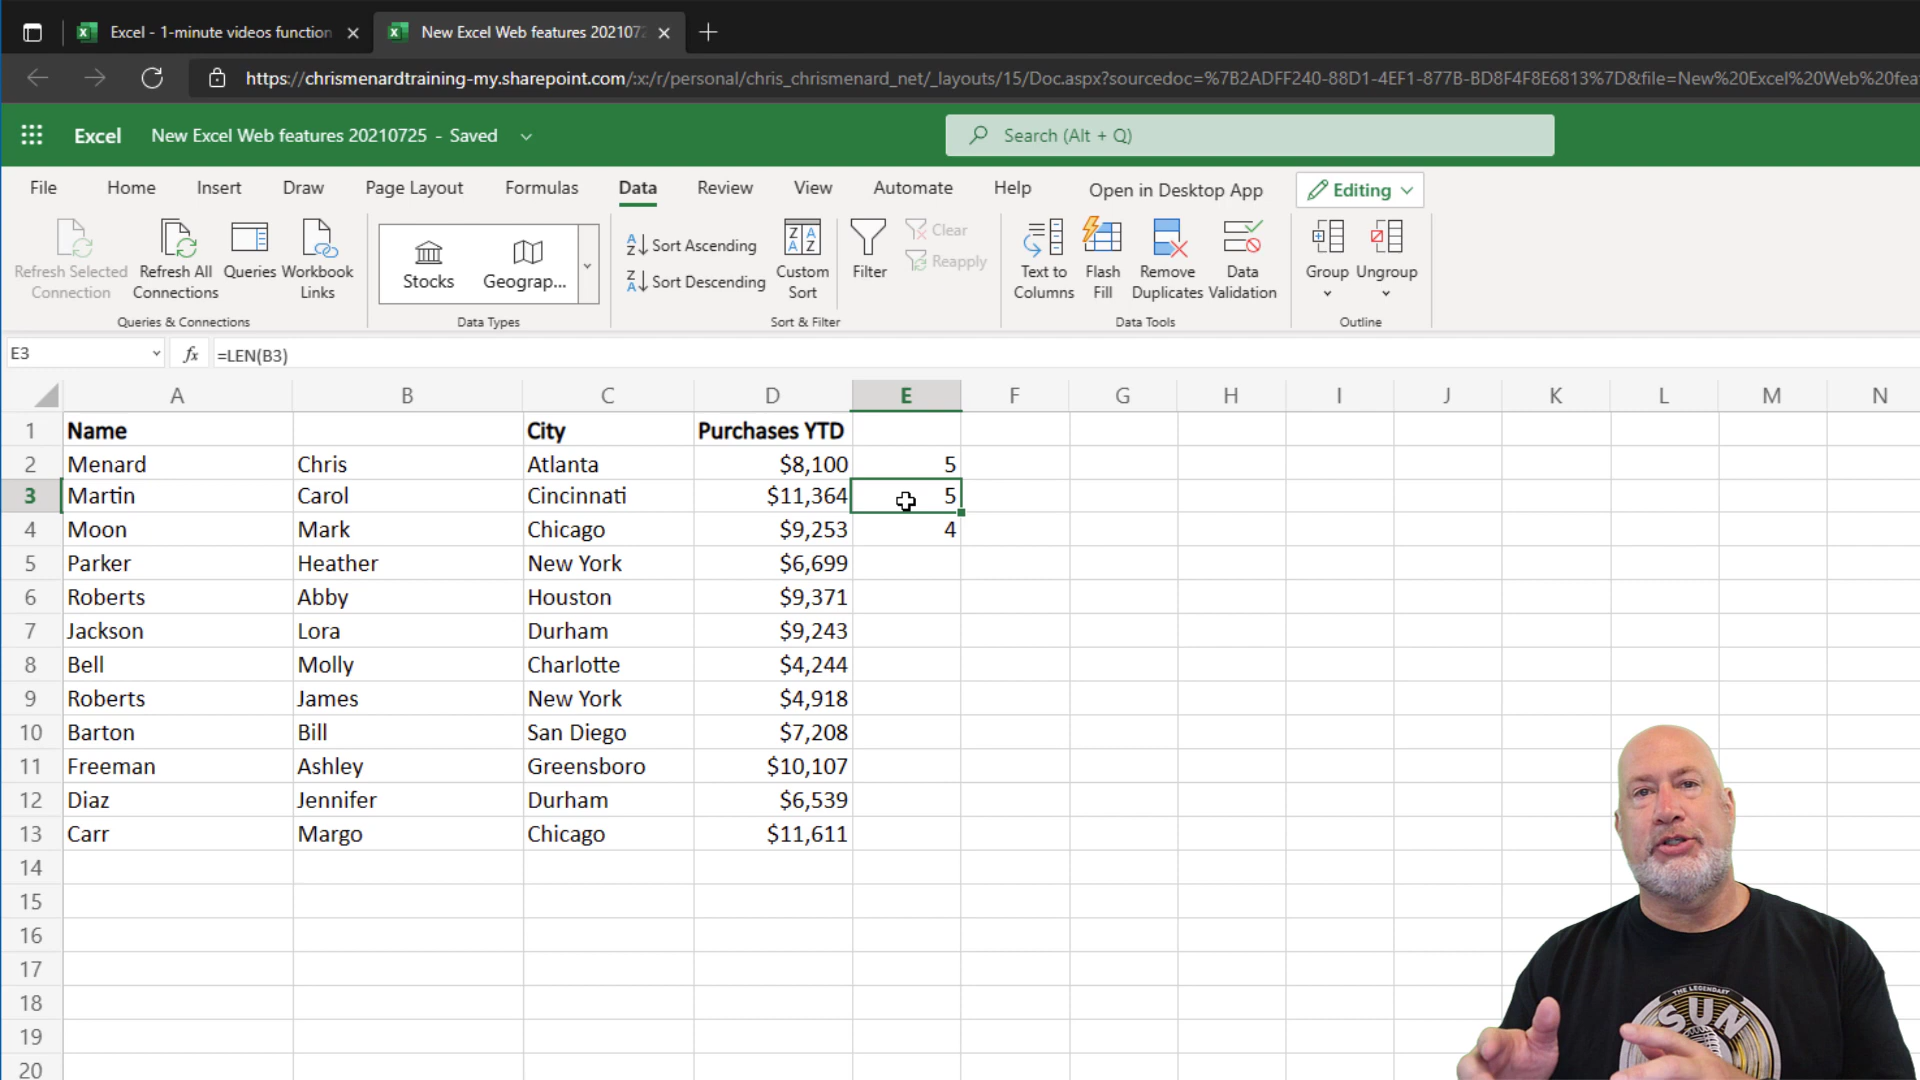 Excel - 1-minute videos function
New Excel Web features 202107
https://chrismenardtraining-my.sharepoint.com/:x:/r/personal/chris_chrismenard_net/_layouts/15/Doc.aspx?sourcedoc=%7B2ADFF240-88D1-4EF1-877B-BD8F4F8E6813%7D&file=New%20Excel%20Web%20fea
Excel New Excel Web features 20210725 - Saved Search (Alt + Q)
File Home Insert Draw Page Layout Formulas Data Review View Automate Help Open in Desktop App Editing
Refresh Selected Connection
Refresh All Connections
Queries
Workbook Links
Queries & Connections
Stocks
Geograp...
Data Types
Sort Ascending
Sort Descending
Custom Sort
Filter
Clear
Reapply
Sort & Filter
Text to Columns
Flash Fill
Remove Duplicates
Data Validation
Data Tools
Group
Ungroup
Outline
E3 fx =LEN(B3)
A B C D E F G H I J K L M N
1 Name City Purchases YTD
2 Menard Chris Atlanta $8,100 5
3 Martin Carol Cincinnati $11,364 5
4 Moon Mark Chicago $9,253 4
5 Parker Heather New York $6,699
6 Roberts Abby Houston $9,371
7 Jackson Lora Durham $9,243
8 Bell Molly Charlotte $4,244
9 Roberts James New York $4,918
10 Barton Bill San Diego $7,208
11 Freeman Ashley Greensboro $10,107
12 Diaz Jennifer Durham $6,539
13 Carr Margo Chicago $11,611
14
15
16
17
18
19
20
THE LEGENDARY
SUN